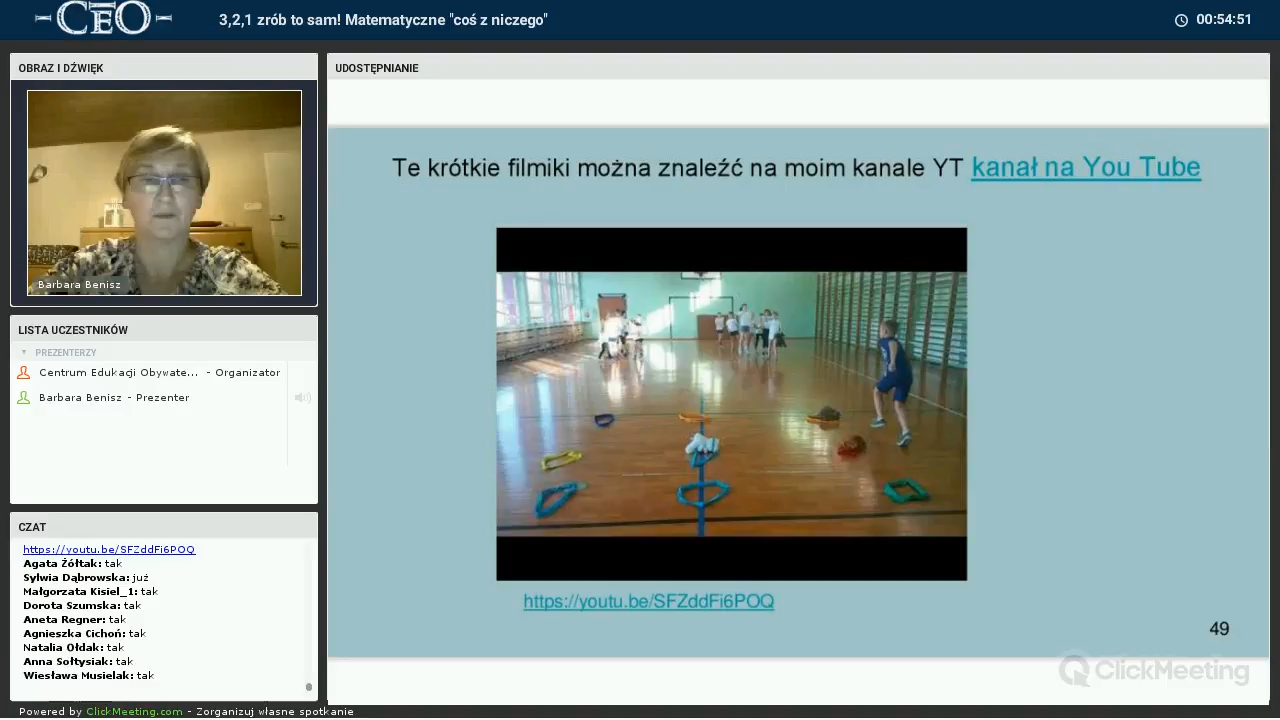 CEO
3,2,1 zrób to sam! Matematyczne "coś z niczego"
00:54:51
OBRAZ I DŹWIĘK
Barbara Benisz
LISTA UCZESTNIKÓW
PREZENTERZY
Centrum Edukacji Obywate... - Organizator
Barbara Benisz - Prezenter
CZAT
https://youtu.be/SFZddFi6POQ
Agata Żółtak: tak
Sylwia Dąbrowska: już
Małgorzata Kisiel_1: tak
Dorota Szumska: tak
Aneta Regner: tak
Agnieszka Cichoń: tak
Natalia Ołdak: tak
Anna Sołtysiak: tak
Wiesława Musielak: tak
UDOSTĘPNIANIE
Te krótkie filmiki można znaleźć na moim kanale YT kanał na You Tube
https://youtu.be/SFZddFi6POQ
49
ClickMeeting
Powered by ClickMeeting.com - Zorganizuj własne spotkanie